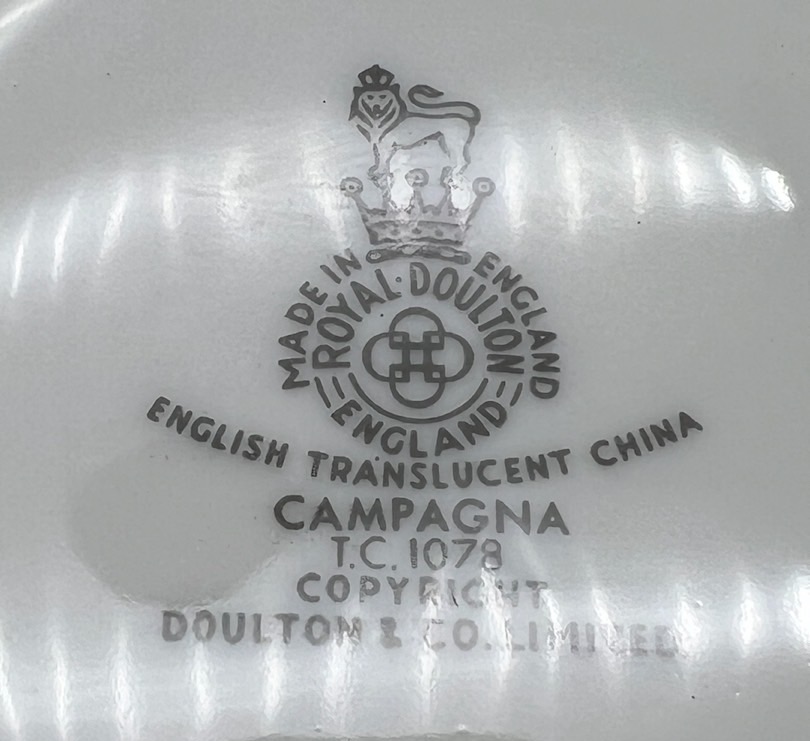 MADE IN ENGLAND
ROYAL·DOULTON
ENGLAND
ENGLISH TRANSLUCENT CHINA
CAMPAGNA
T.C. 1078
COPYRIGHT
DOULTON & CO. LIMITED